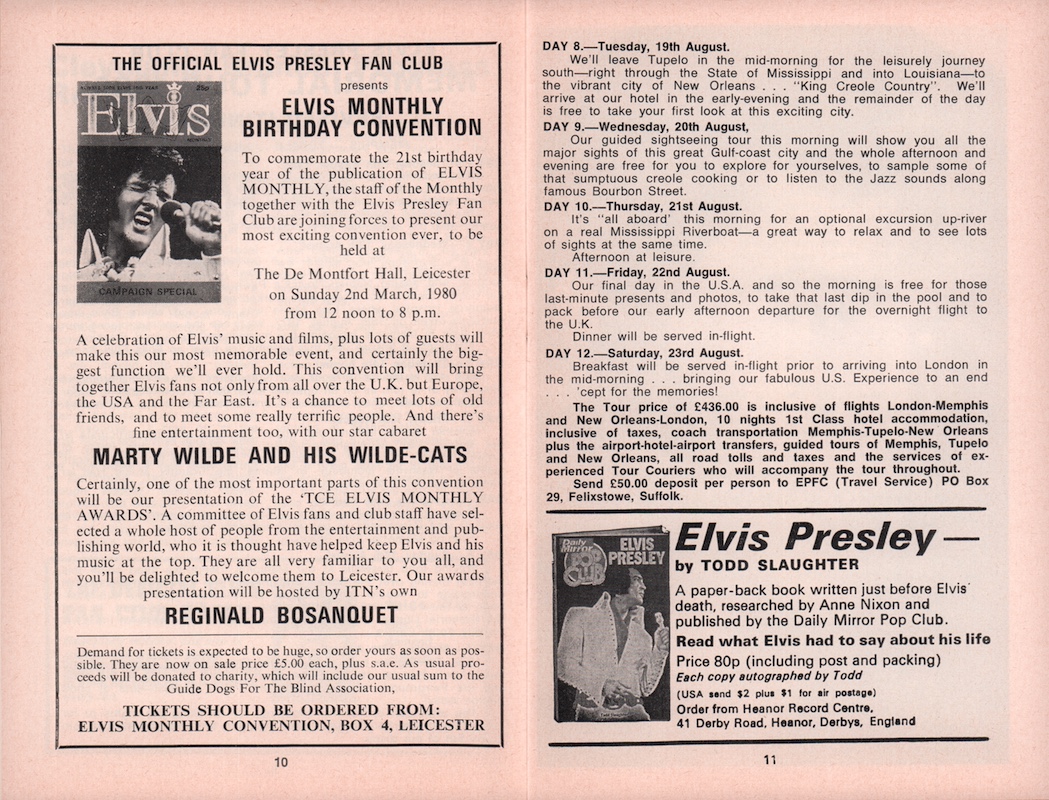 THE OFFICIAL ELVIS PRESLEY FAN CLUB
presents
ELVIS MONTHLY
BIRTHDAY CONVENTION
25p
Elvis
MONTHLY
CAMPAIGN SPECIAL
To commemorate the 21st birthday
year of the publication of ELVIS
MONTHLY, the staff of the Monthly
together with the Elvis Presley Fan
Club are joining forces to present our
most exciting convention ever, to be
held at
The De Montfort Hall, Leicester
on Sunday 2nd March, 1980
from 12 noon to 8 p.m.
A celebration of Elvis' music and films, plus lots of guests will
make this our most memorable event, and certainly the big-
gest function we'll ever hold. This convention will bring
together Elvis fans not only from all over the U.K. but Europe,
the USA and the Far East. It's a chance to meet lots of old
friends, and to meet some really terrific people. And there's
fine entertainment too, with our star cabaret
MARTY WILDE AND HIS WILDE-CATS
Certainly, one of the most important parts of this convention
will be our presentation of the 'TCE ELVIS MONTHLY
AWARDS'. A committee of Elvis fans and club staff have sel-
ected a whole host of people from the entertainment and pub-
lishing world, who it is thought have helped keep Elvis and his
music at the top. They are all very familiar to you all, and
you'll be delighted to welcome them to Leicester. Our awards
presentation will be hosted by ITN's own
REGINALD BOSANQUET
Demand for tickets is expected to be huge, so order yours as soon as pos-
sible. They are now on sale price £5.00 each, plus s.a.e. As usual pro-
ceeds will be donated to charity, which will include our usual sum to the
Guide Dogs For The Blind Association,
TICKETS SHOULD BE ORDERED FROM:
ELVIS MONTHLY CONVENTION, BOX 4, LEICESTER
10
DAY 8.—Tuesday, 19th August.
We'll leave Tupelo in the mid-morning for the leisurely journey
south—right through the State of Mississippi and into Louisiana—to
the vibrant city of New Orleans . . . "King Creole Country". We'll
arrive at our hotel in the early-evening and the remainder of the day
is free to take your first look at this exciting city.
DAY 9.—Wednesday, 20th August,
Our guided sightseeing tour this morning will show you all the
major sights of this great Gulf-coast city and the whole afternoon and
evening are free for you to explore for yourselves, to sample some of
that sumptuous creole cooking or to listen to the Jazz sounds along
famous Bourbon Street.
DAY 10.—Thursday, 21st August.
It's "all aboard' this morning for an optional excursion up-river
on a real Mississippi Riverboat—a great way to relax and to see lots
of sights at the same time.
Afternoon at leisure.
DAY 11.—Friday, 22nd August.
Our final day in the U.S.A. and so the morning is free for those
last-minute presents and photos, to take that last dip in the pool and to
pack before our early afternoon departure for the overnight flight to
the U.K.
Dinner will be served in-flight.
DAY 12.—Saturday, 23rd August.
Breakfast will be served in-flight prior to arriving into London in
the mid-morning . . . bringing our fabulous U.S. Experience to an end
. . . 'cept for the memories!
The Tour price of £436.00 is inclusive of flights London-Memphis
and New Orleans-London, 10 nights 1st Class hotel accommodation,
inclusive of taxes, coach transportation Memphis-Tupelo-New Orleans
plus the airport-hotel-airport transfers, guided tours of Memphis, Tupelo
and New Orleans, all road tolls and taxes and the services of ex-
perienced Tour Couriers who will accompany the tour throughout.
Send £50.00 deposit per person to EPFC (Travel Service) PO Box
29, Felixstowe, Suffolk.
Daily
Mirror
POP
CLUB
ELVIS
PRESLEY
Todd Slaughter
Elvis Presley —
by TODD SLAUGHTER
A paper-back book written just before Elvis'
death, researched by Anne Nixon and
published by the Daily Mirror Pop Club.
Read what Elvis had to say about his life
Price 80p (including post and packing)
Each copy autographed by Todd
(USA send $2 plus $1 for air postage)
Order from Heanor Record Centre,
41 Derby Road, Heanor, Derbys, England
11